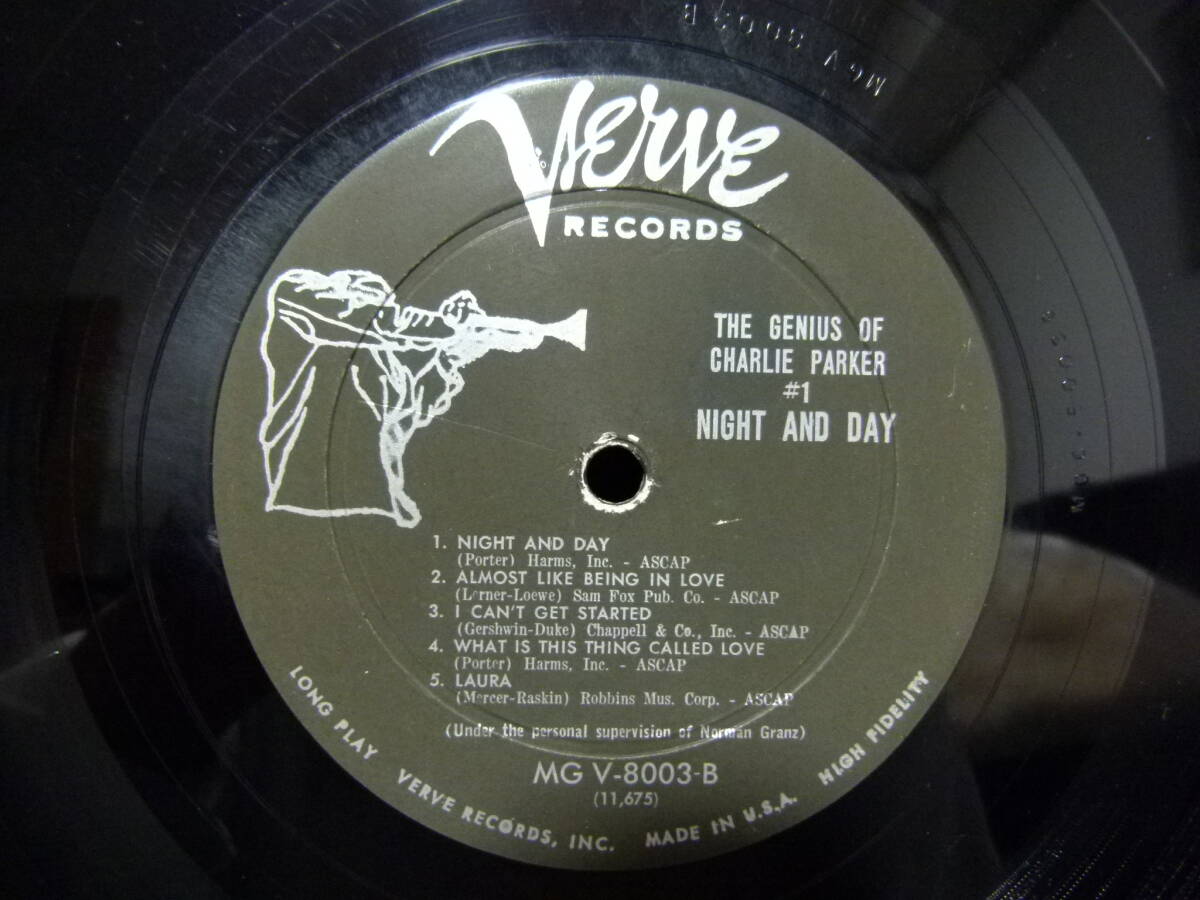 Verve
RECORDS
THE GENIUS OF
CHARLIE PARKER
#1
NIGHT AND DAY
1. NIGHT AND DAY
(Porter) Harms, Inc. - ASCAP
2. ALMOST LIKE BEING IN LOVE
(Lerner-Loewe) Sam Fox Pub. Co. - ASCAP
3. I CAN'T GET STARTED
(Gershwin-Duke) Chappell & Co., Inc. - ASCAP
4. WHAT IS THIS THING CALLED LOVE
(Porter) Harms, Inc. - ASCAP
5. LAURA
(Mercer-Raskin) Robbins Mus. Corp. - ASCAP
(Under the personal supervision of Norman Granz)
MG V-8003-B
(11,675)
LONG PLAY VERVE RECORDS, INC. MADE IN U.S.A. HIGH FIDELITY
MG V 8003 B